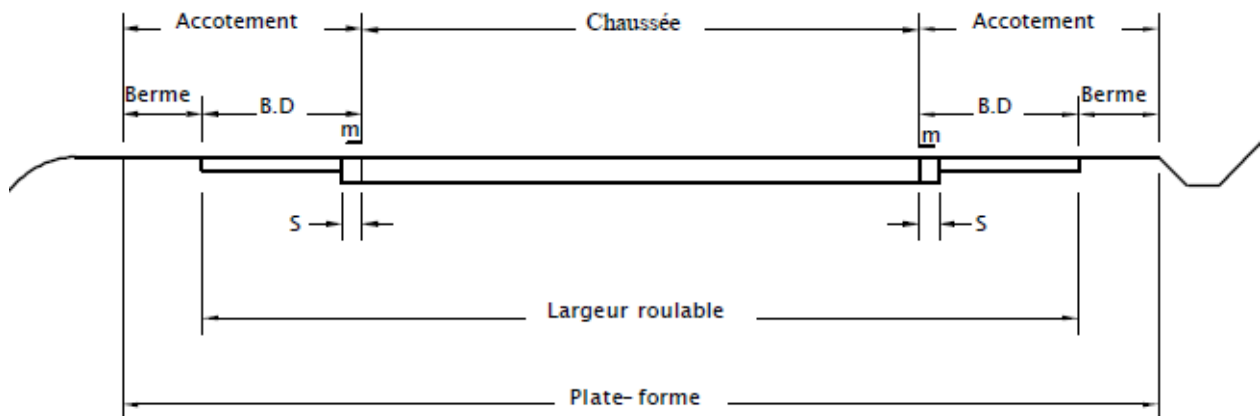 Accotement Chaussée Accotement
Berme B.D B.D Berme
m m
S S
Largeur roulable
Plate- forme